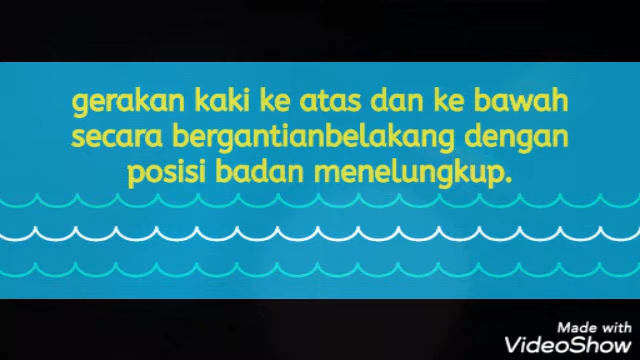 gerakan kaki ke atas dan ke bawah
secara bergantianbelakang dengan
posisi badan menelungkup.
Made with
VideoShow